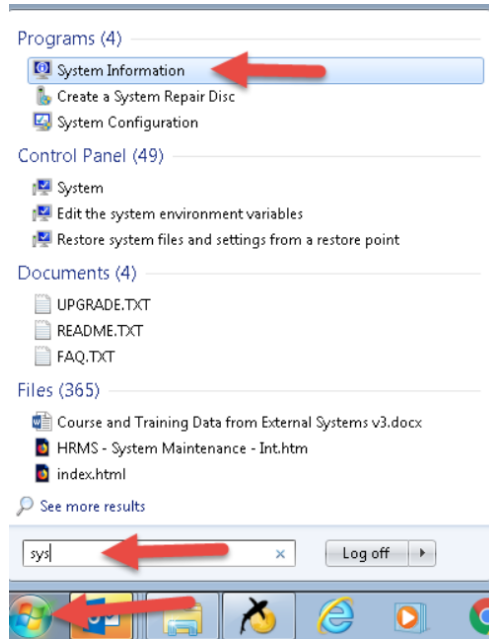 Programs (4)
System Information
Create a System Repair Disc
System Configuration
Control Panel (49)
System
Edit the system environment variables
Restore system files and settings from a restore point
Documents (4)
UPGRADE.TXT
README.TXT
FAQ.TXT
Files (365)
Course and Training Data from External Systems v3.docx
HRMS - System Maintenance - Int.htm
index.html
See more results
sys
Log off